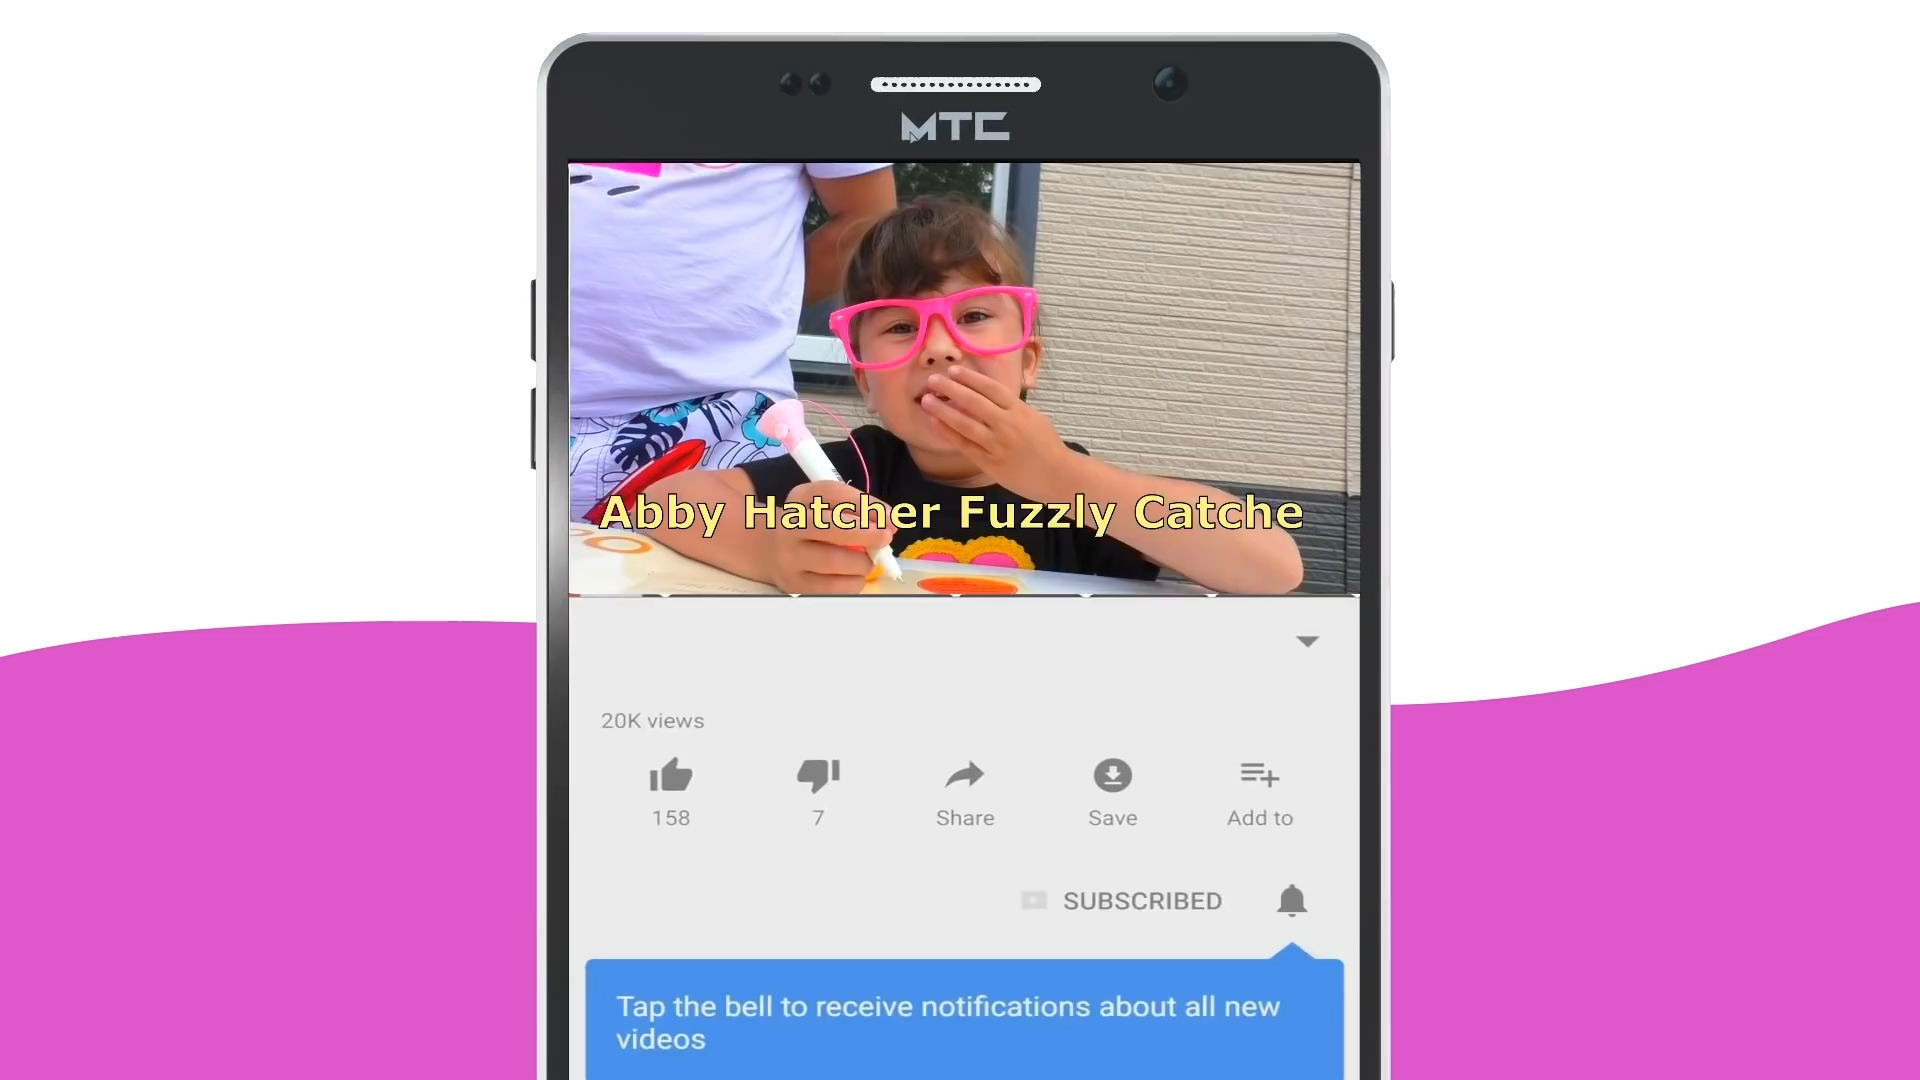 MTC
Abby Hatcher Fuzzly Catche
20K views
158
7
Share
Save
Add to
SUBSCRIBED
Tap the bell to receive notifications about all new
videos